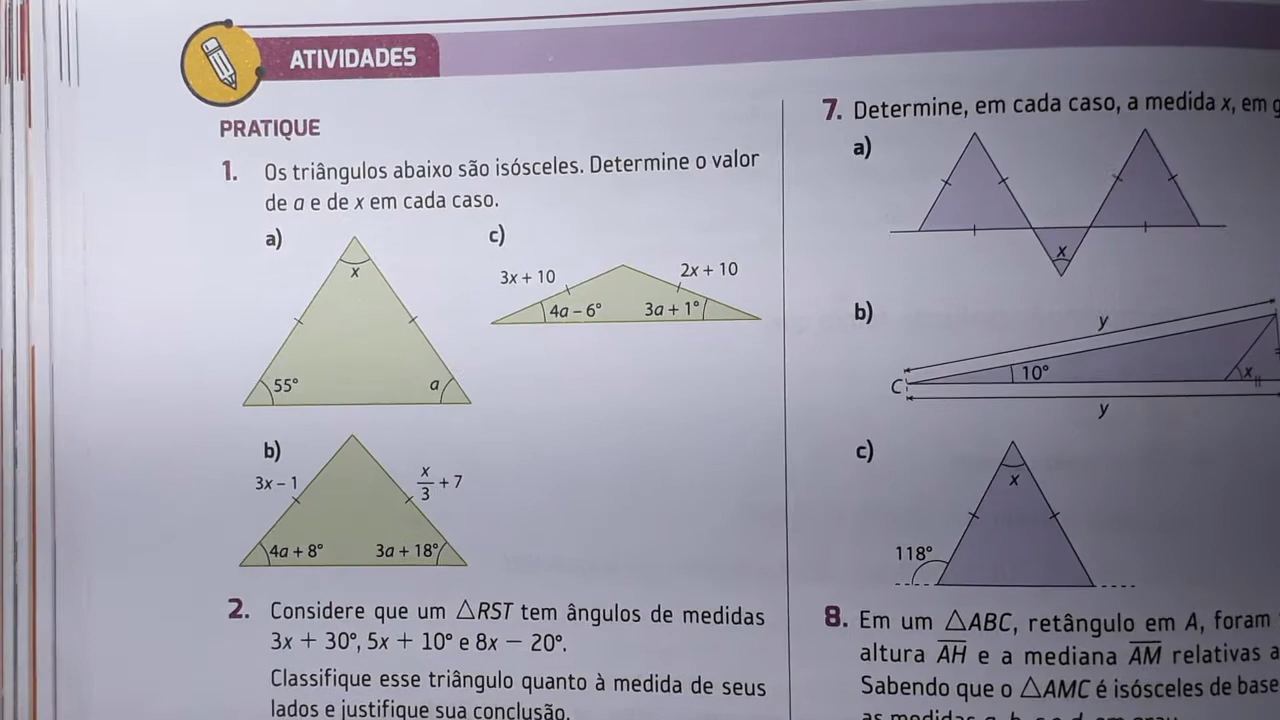 ATIVIDADES
PRATIQUE
1. Os triângulos abaixo são isósceles. Determine o valor
de a e de x em cada caso.
a)
x
55°
a
c)
3x + 10
2x + 10
4a – 6°
3a + 1°
b)
3x – 1
x/3 + 7
4a + 8°
3a + 18°
2. Considere que um △RST tem ângulos de medidas
3x + 30°, 5x + 10° e 8x – 20°.
Classifique esse triângulo quanto à medida de seus
lados e justifique sua conclusão.
7. Determine, em cada caso, a medida x, em
a)
x
b)
y
C
10°
x
y
c)
x
118°
8. Em um △ABC, retângulo em A, foram
altura AH e a mediana AM relativas
Sabendo que o △AMC é isósceles de base
as medidas